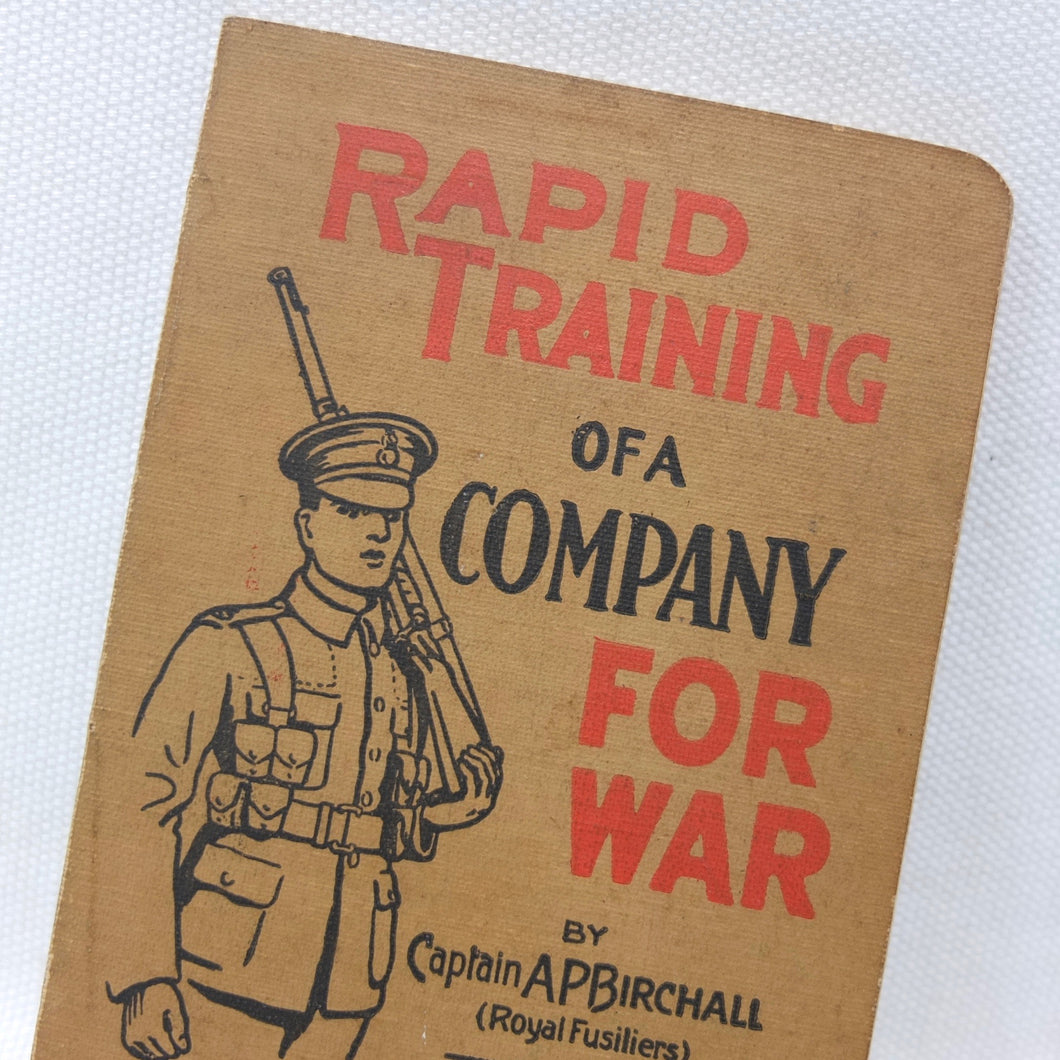 RAPID
TRAINING
OF A
COMPANY
FOR
WAR
BY
Captain A P BIRCHALL
(Royal Fusiliers)